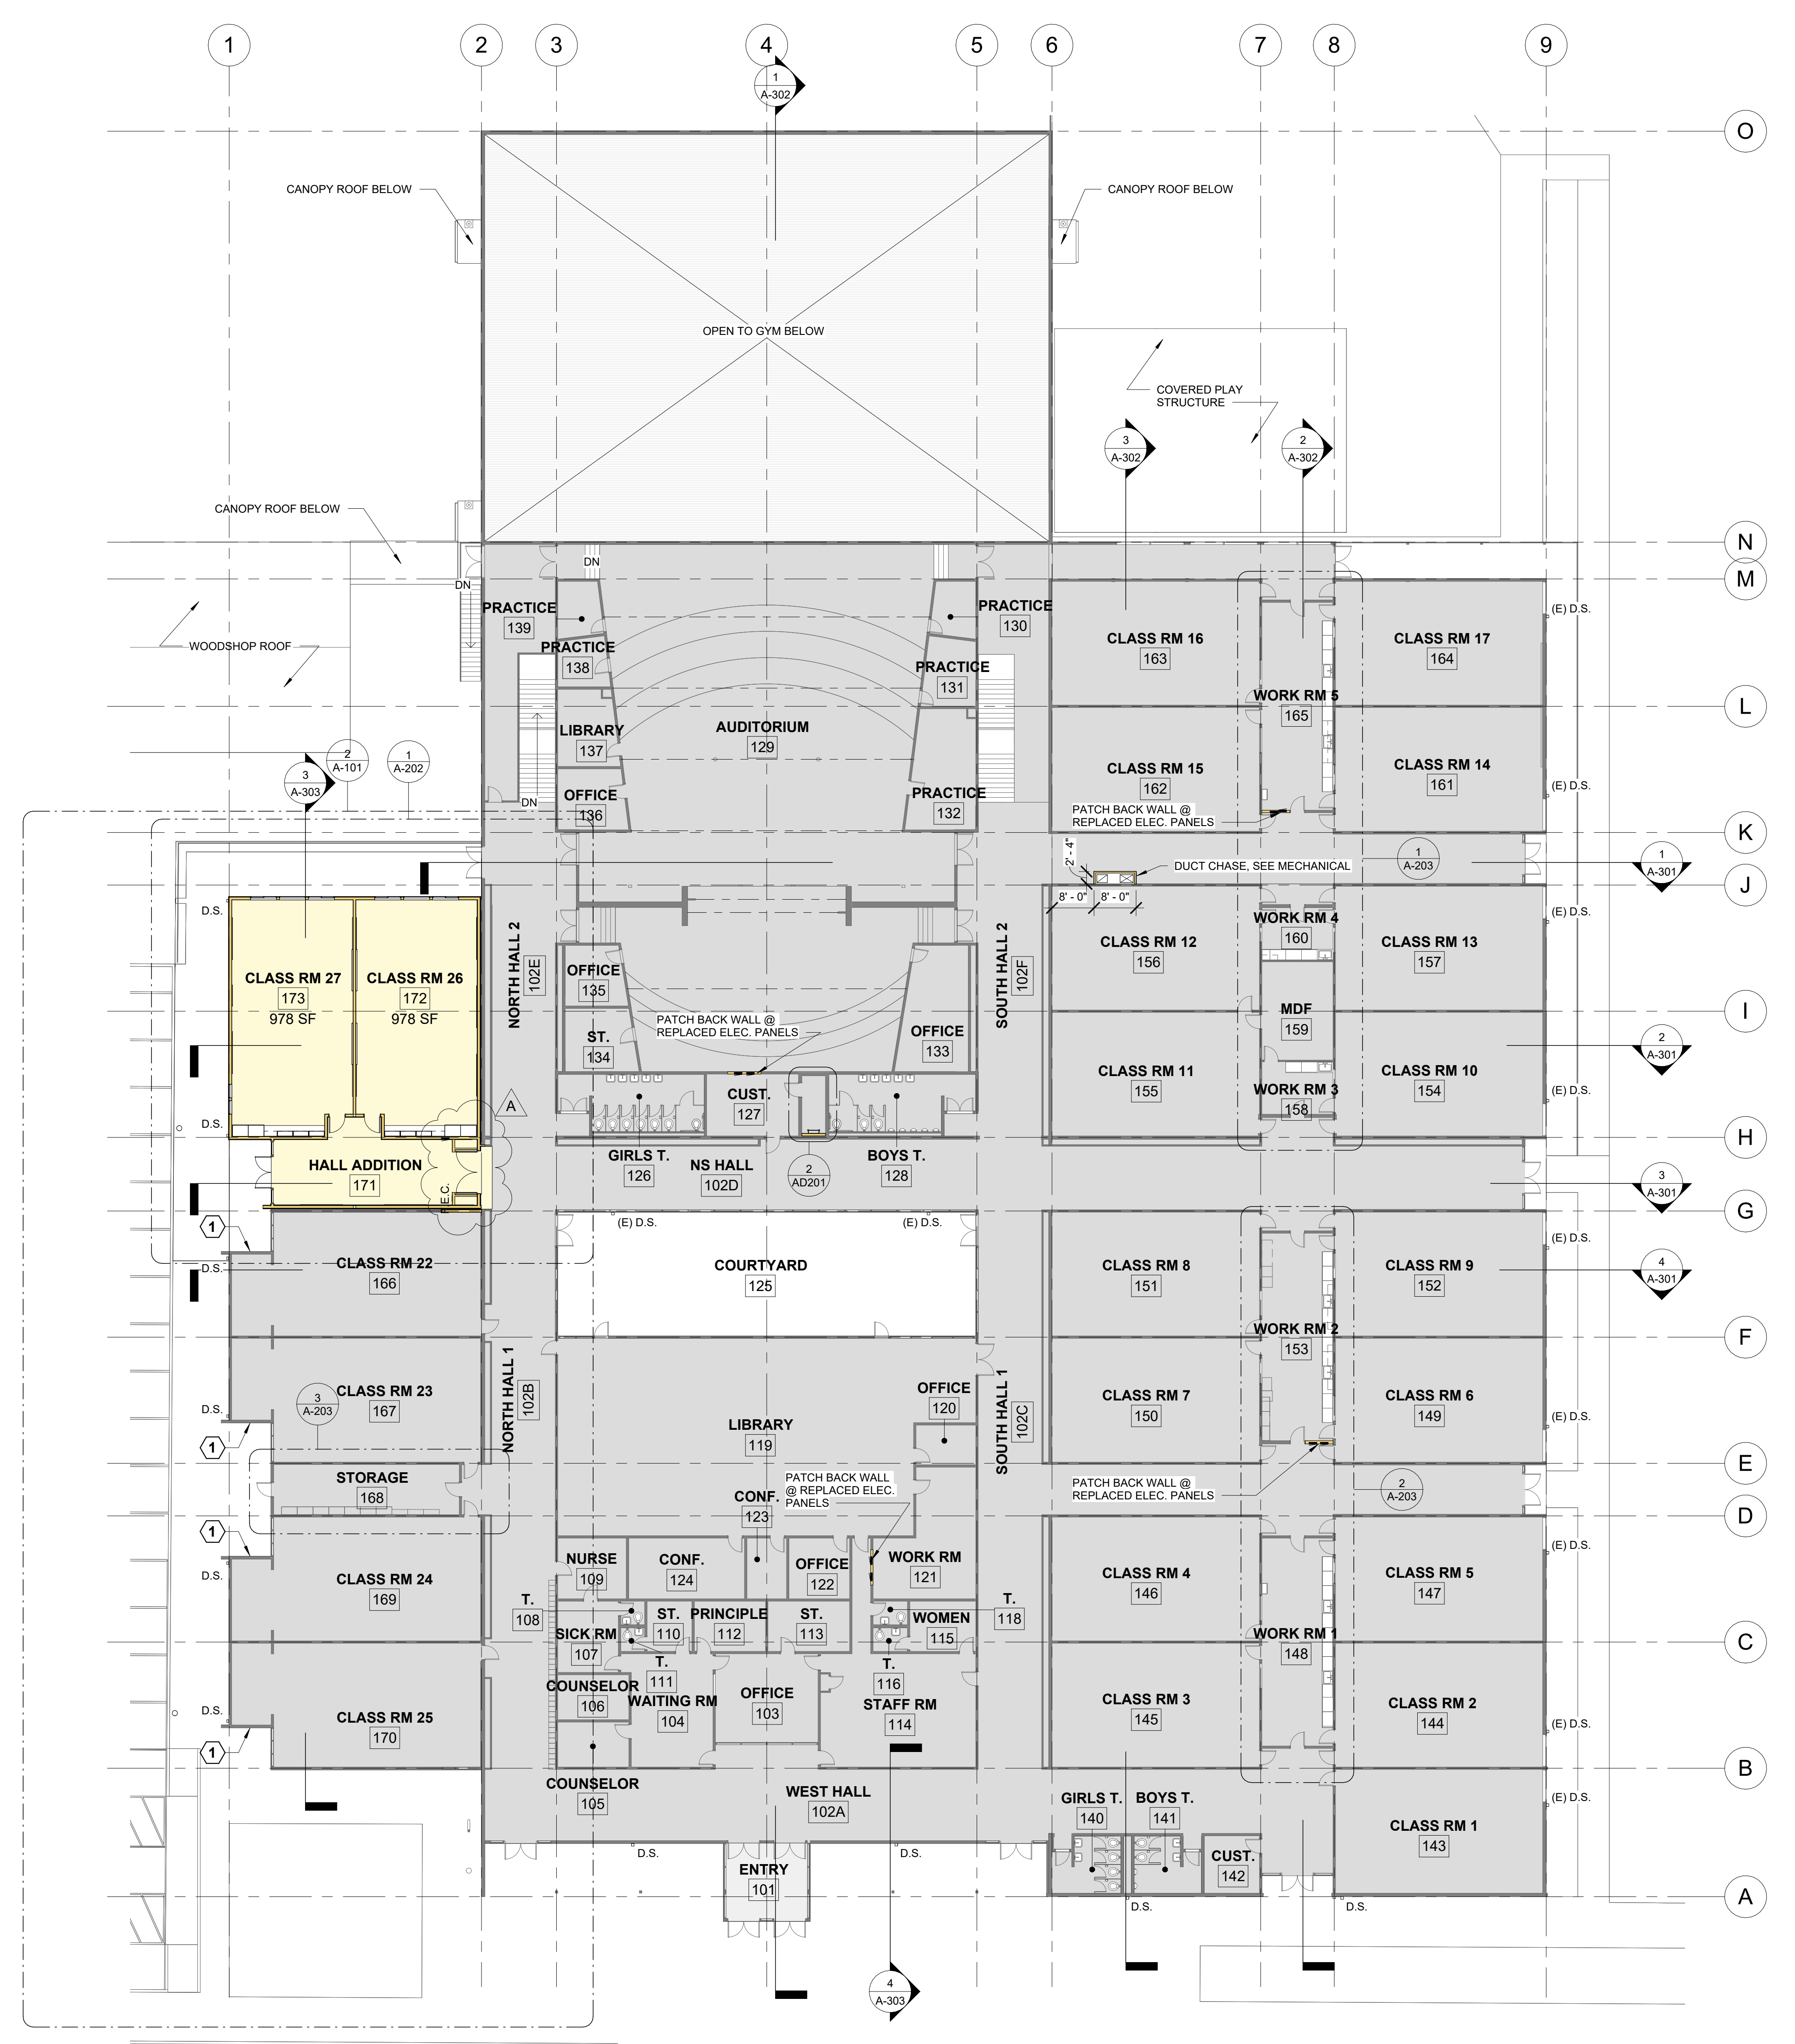 1
2
3
4
5
6
7
8
9
1
A-302
O
CANOPY ROOF BELOW
CANOPY ROOF BELOW
OPEN TO GYM BELOW
COVERED PLAY
STRUCTURE
3
A-302
2
A-302
CANOPY ROOF BELOW
N
DN
M
DN
PRACTICE
139
PRACTICE
130
(E) D.S.
CLASS RM 16
163
CLASS RM 17
164
WOODSHOP ROOF
PRACTICE
138
PRACTICE
131
WORK RM 5
165
L
LIBRARY
137
AUDITORIUM
129
2
A-101
1
A-202
3
A-303
CLASS RM 15
162
CLASS RM 14
161
(E) D.S.
OFFICE
136
DN
PRACTICE
132
PATCH BACK WALL @
REPLACED ELEC. PANELS
K
2' - 4"
DUCT CHASE, SEE MECHANICAL
1
A-203
1
A-301
J
8' - 0"
8' - 0"
D.S.
(E) D.S.
WORK RM 4
160
CLASS RM 12
156
CLASS RM 13
157
NORTH HALL 2
102E
SOUTH HALL 2
102F
CLASS RM 27
173
978 SF
CLASS RM 26
172
978 SF
OFFICE
135
I
MDF
159
PATCH BACK WALL @
REPLACED ELEC. PANELS
ST.
134
OFFICE
133
2
A-301
CLASS RM 11
155
CLASS RM 10
154
(E) D.S.
WORK RM 3
158
CUST.
127
A
D.S.
H
HALL ADDITION
171
E.C.
GIRLS T.
126
NS HALL
102D
2
AD201
BOYS T.
128
3
A-301
G
1
(E) D.S.
(E) D.S.
(E) D.S.
D.S.
CLASS RM 22
166
COURTYARD
125
CLASS RM 8
151
CLASS RM 9
152
4
A-301
F
WORK RM 2
153
NORTH HALL 1
102B
SOUTH HALL 1
102C
3
A-203
CLASS RM 23
167
OFFICE
120
CLASS RM 7
150
CLASS RM 6
149
D.S.
(E) D.S.
1
LIBRARY
119
E
STORAGE
168
PATCH BACK WALL
@ REPLACED ELEC.
PANELS
PATCH BACK WALL @
REPLACED ELEC. PANELS
2
A-203
CONF.
123
D
1
(E) D.S.
D.S.
CLASS RM 24
169
NURSE
109
CONF.
124
OFFICE
122
WORK RM
121
CLASS RM 4
146
CLASS RM 5
147
T.
108
ST.
110
PRINCIPLE
112
ST.
113
WOMEN
115
T.
118
SICK RM
107
WORK RM 1
148
C
T.
111
T.
116
COUNSELOR
106
WAITING RM
104
OFFICE
103
STAFF RM
114
CLASS RM 3
145
CLASS RM 2
144
D.S.
CLASS RM 25
170
(E) D.S.
1
B
COUNSELOR
105
WEST HALL
102A
GIRLS T.
140
BOYS T.
141
(E) D.S.
CLASS RM 1
143
D.S.
D.S.
CUST.
142
ENTRY
101
A
D.S.
D.S.
4
A-303